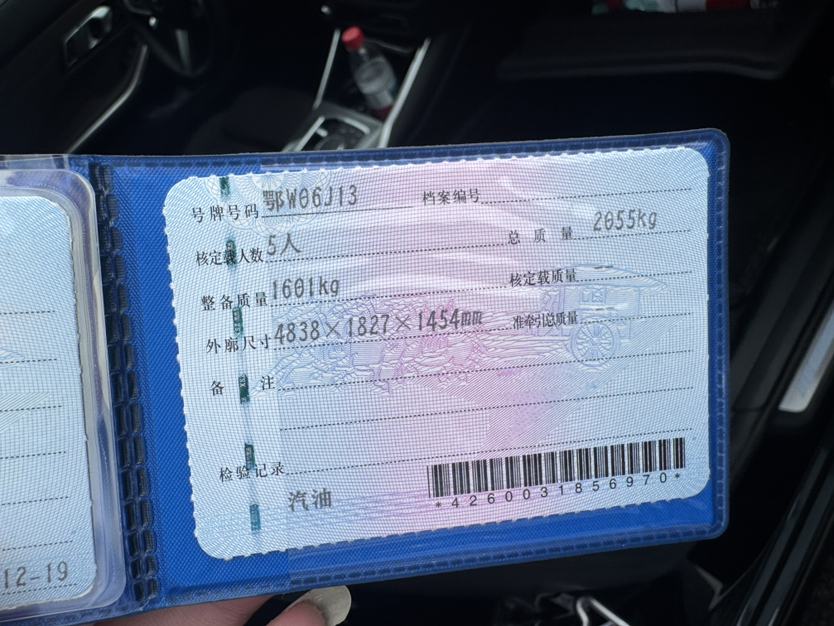 号牌号码 鄂W06J13 档案编号
核定载人数 5人 总质量 2055kg
整备质量 1601kg 核定载质量
外廓尺寸 4838×1827×1454mm 准牵引总质量
备注
检验记录
汽油
*4260031856970*
12-19